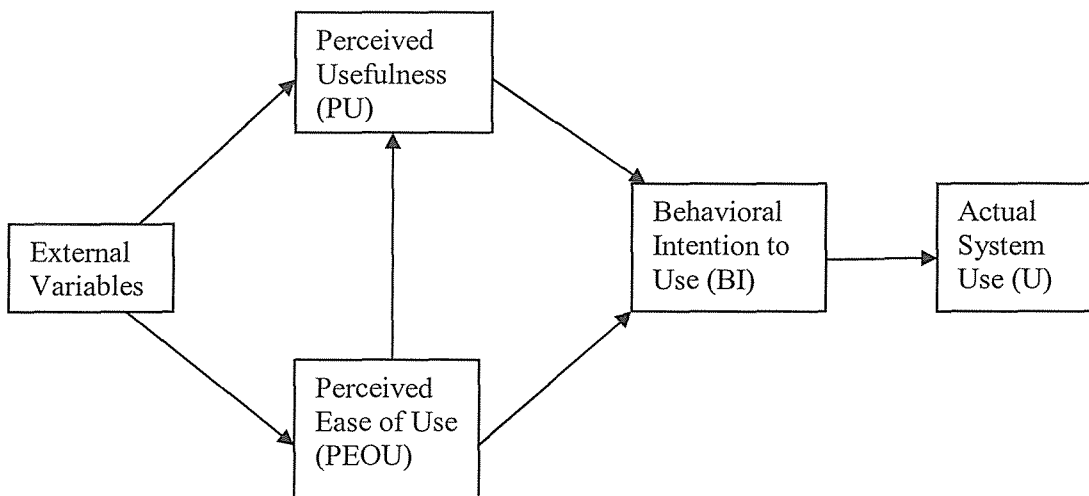 Perceived
Usefulness
(PU)
External
Variables
Perceived
Ease of Use
(PEOU)
Behavioral
Intention to
Use (BI)
Actual
System
Use (U)